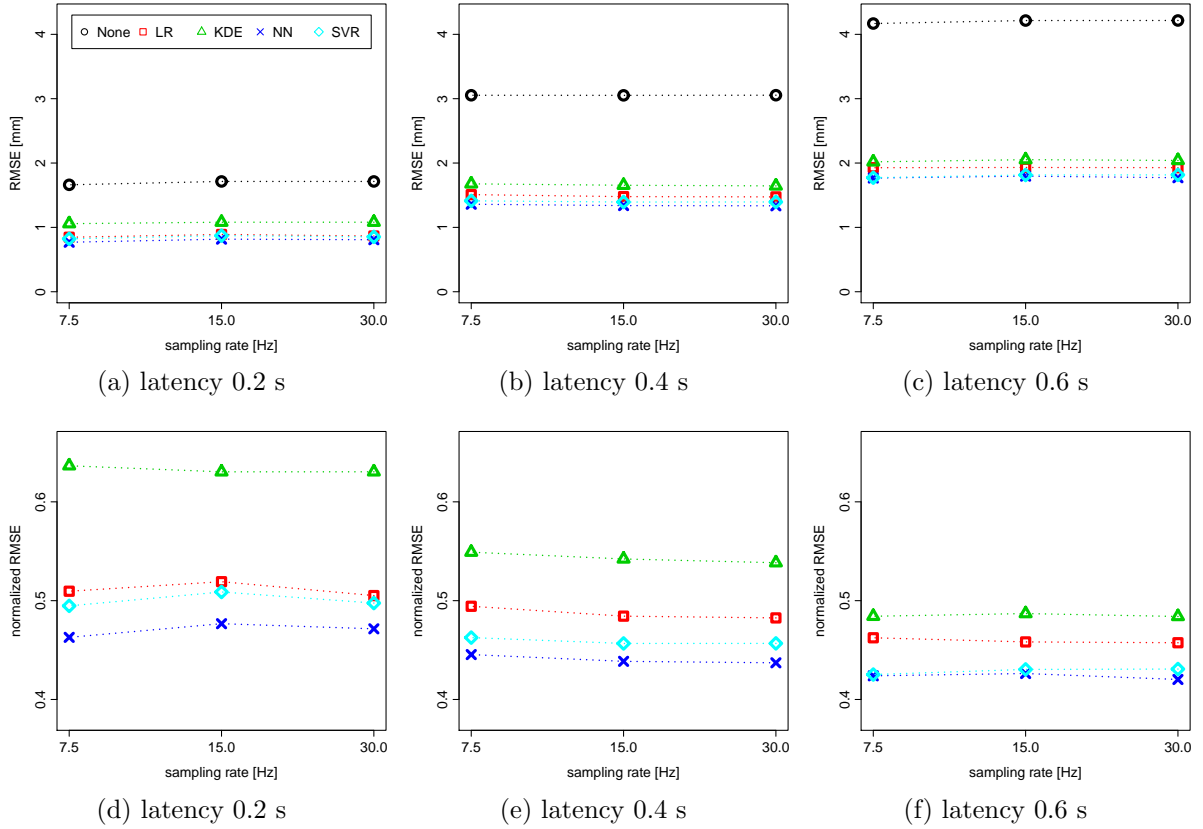 None LR KDE NN SVR
RMSE [mm]
0 1 2 3 4
7.5 15.0 30.0
sampling rate [Hz]
(a) latency 0.2 s
RMSE [mm]
0 1 2 3 4
7.5 15.0 30.0
sampling rate [Hz]
(b) latency 0.4 s
RMSE [mm]
0 1 2 3 4
7.5 15.0 30.0
sampling rate [Hz]
(c) latency 0.6 s
normalized RMSE
0.4 0.5 0.6
7.5 15.0 30.0
sampling rate [Hz]
(d) latency 0.2 s
normalized RMSE
0.4 0.5 0.6
7.5 15.0 30.0
sampling rate [Hz]
(e) latency 0.4 s
normalized RMSE
0.4 0.5 0.6
7.5 15.0 30.0
sampling rate [Hz]
(f) latency 0.6 s